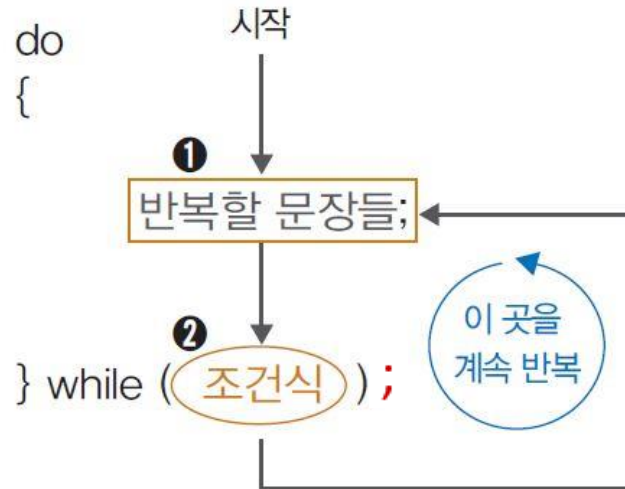 시작
do
{
❶
반복할 문장들;
❷
} while ( 조건식 ) ;
이 곳을
계속 반복